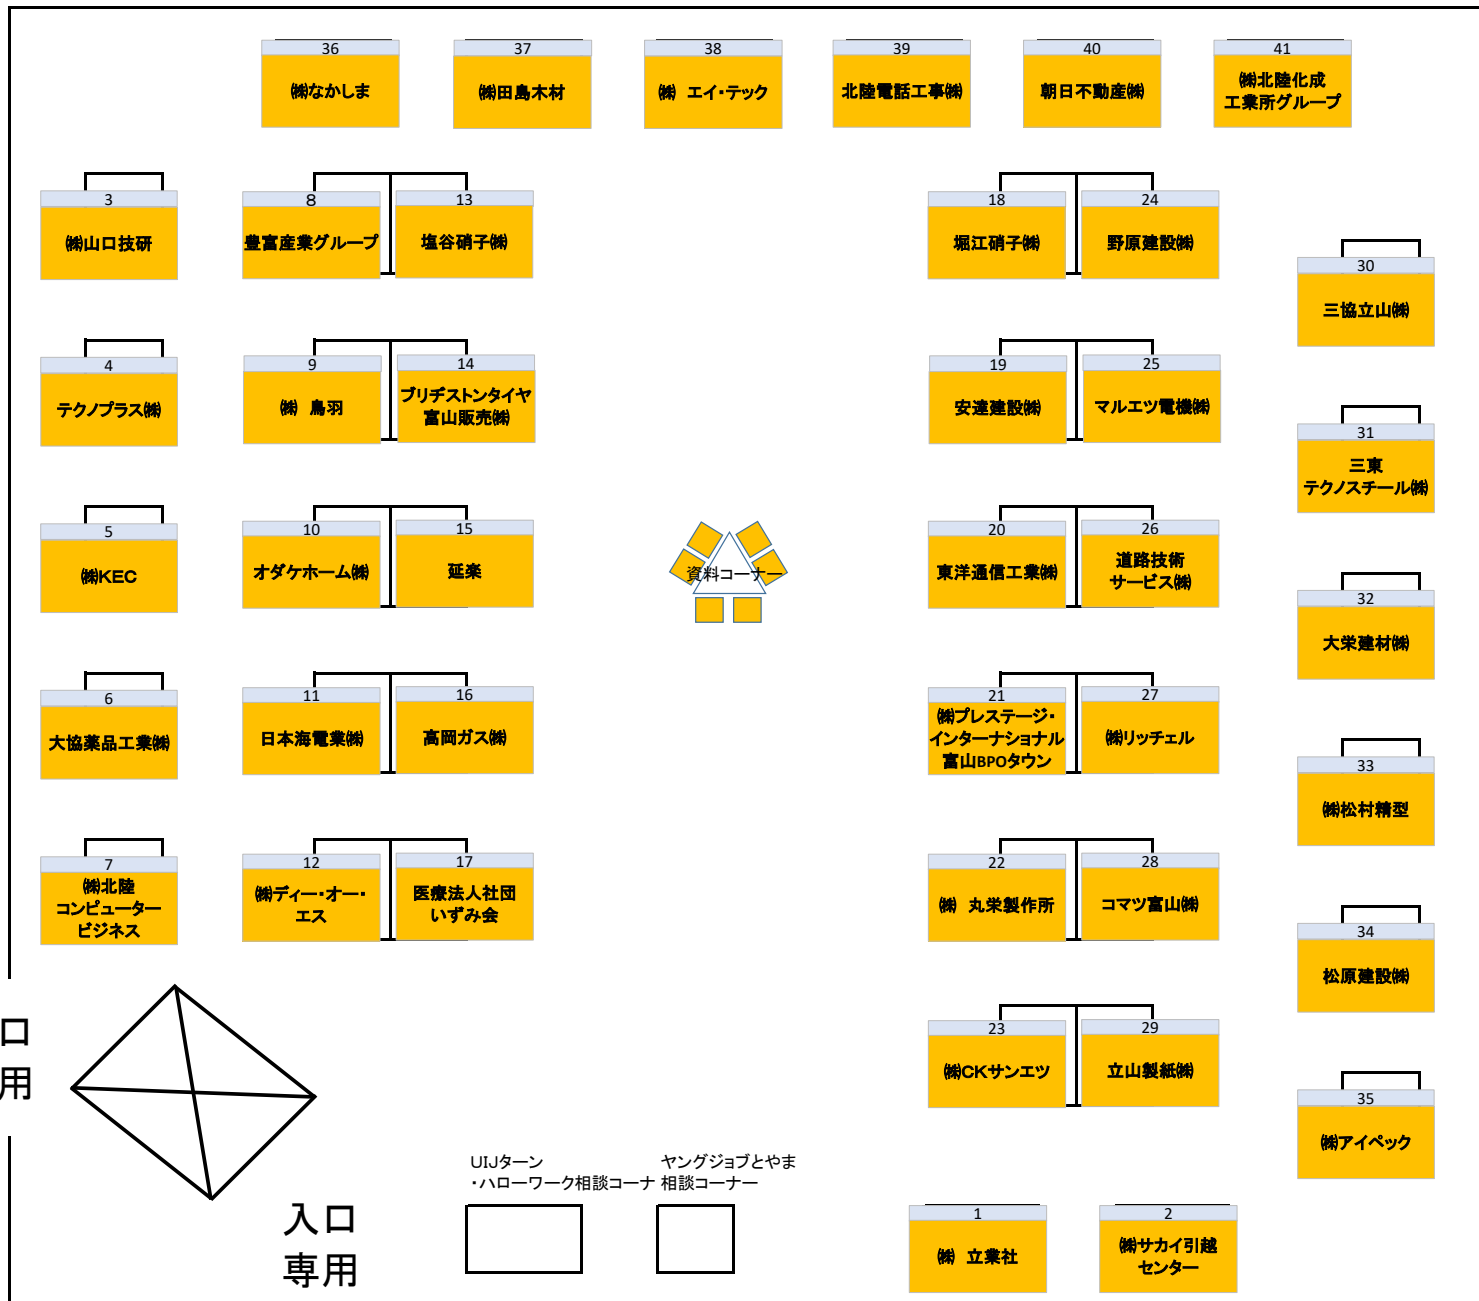 36
㈱なかしま
37
㈱田島木材
38
㈱ エイ・テック
39
北陸電話工事㈱
40
朝日不動産㈱
41
㈱北陸化成
工業所グループ
3
㈱山口技研
8
豊富産業グループ
13
塩谷硝子㈱
18
堀江硝子㈱
24
野原建設㈱
30
三協立山㈱
4
テクノプラス㈱
9
㈱ 鳥羽
14
ブリヂストンタイヤ
富山販売㈱
19
安達建設㈱
25
マルエツ電機㈱
31
三東
テクノスチール㈱
5
㈱KEC
10
オダケホーム㈱
15
延楽
資料コーナー
20
東洋通信工業㈱
26
道路技術
サービス㈱
32
大栄建材㈱
6
大協薬品工業㈱
11
日本海電業㈱
16
高岡ガス㈱
21
㈱プレステージ・
インターナショナル
富山BPOタウン
27
㈱リッチェル
33
㈱松村精型
7
㈱北陸
コンピューター
ビジネス
12
㈱ディー・オー・
エス
17
医療法人社団
いずみ会
22
㈱ 丸栄製作所
28
コマツ富山㈱
34
松原建設㈱
口
用
23
㈱CKサンエツ
29
立山製紙㈱
35
㈱アイペック
入口
専用
UIJターン
・ハローワーク相談コーナ
ヤングジョブとやま
相談コーナー
1
㈱ 立業社
2
㈱サカイ引越
センター